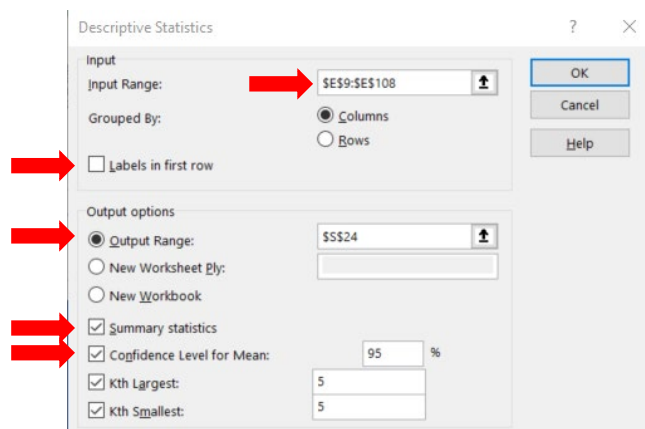 Descriptive Statistics ? ×
Input
Input Range: $E$9:$E$108
OK
Grouped By: Columns
Cancel
Rows
Help
Labels in first row
Output options
Output Range: $S$24
New Worksheet Ply:
New Workbook
Summary statistics
Confidence Level for Mean: 95 %
Kth Largest: 5
Kth Smallest: 5